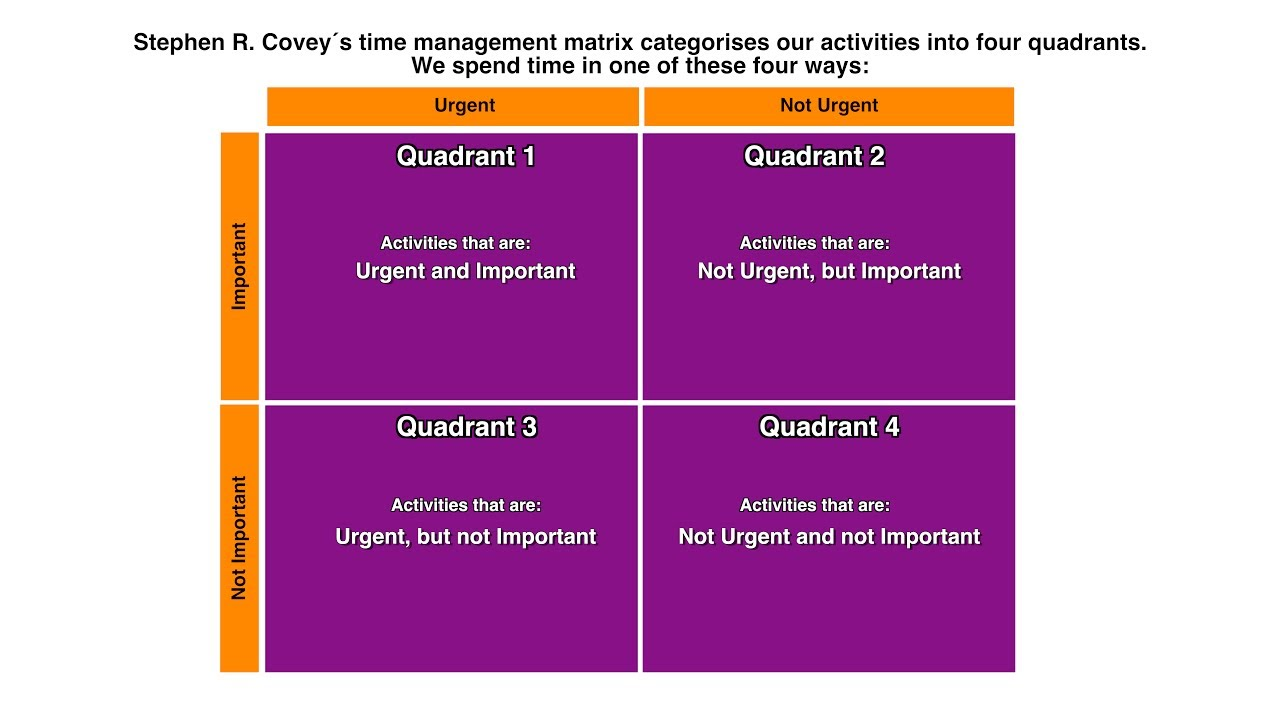 Stephen R. Covey´s time management matrix categorises our activities into four quadrants.
We spend time in one of these four ways:
Urgent
Not Urgent
Important
Quadrant 1
Activities that are:
Urgent and Important
Quadrant 2
Activities that are:
Not Urgent, but Important
Not Important
Quadrant 3
Activities that are:
Urgent, but not Important
Quadrant 4
Activities that are:
Not Urgent and not Important